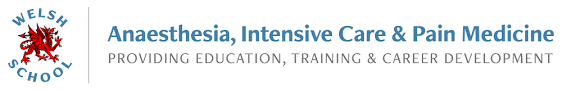 WELSH
SCHOOL
Anaesthesia, Intensive Care & Pain Medicine
PROVIDING EDUCATION, TRAINING & CAREER DEVELOPMENT